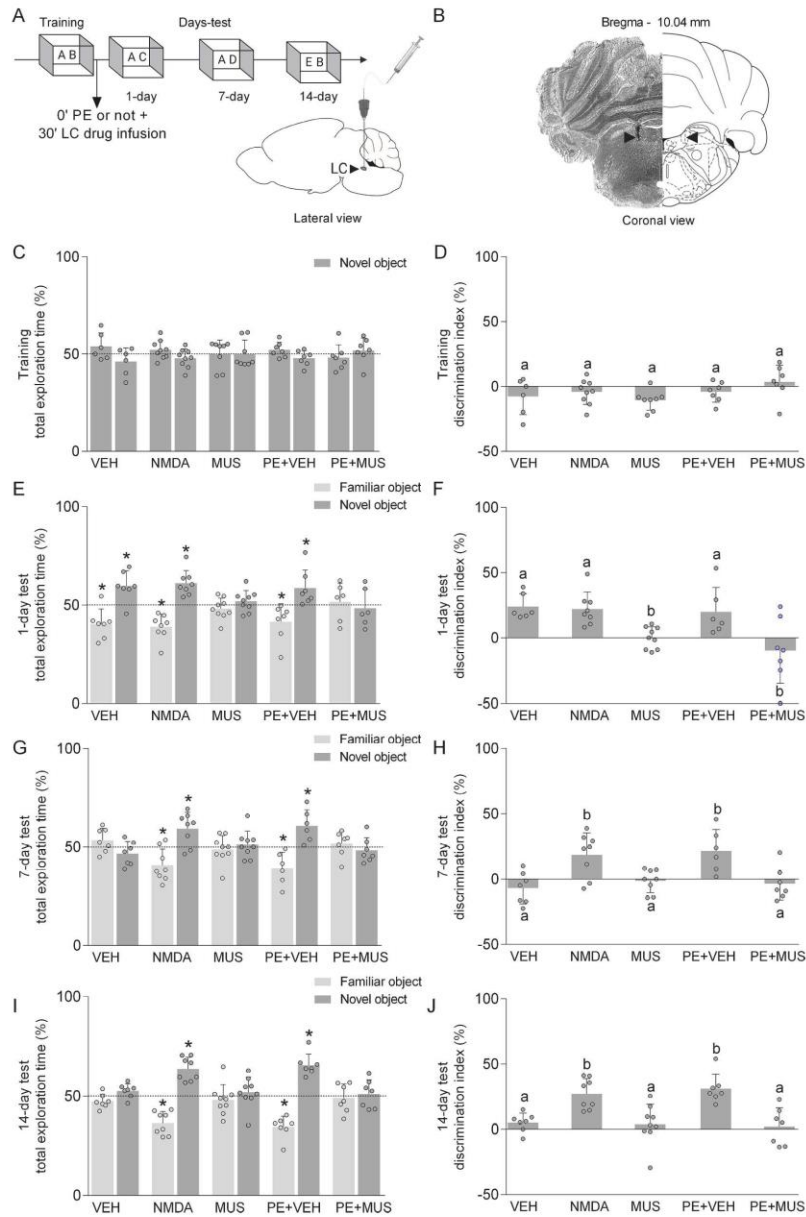 A
Training
Days-test
A B
A C
A D
E B
1-day
7-day
14-day
0' PE or not +
30' LC drug infusion
LC
Lateral view
B
Bregma - 10.04 mm
Coronal view
C
Novel object
Training
total exploration time (%)
100
50
0
VEH NMDA MUS PE+VEH PE+MUS
D
Training
discrimination index (%)
100
50
0
-50
a a a a a
VEH NMDA MUS PE+VEH PE+MUS
E
Familiar object
Novel object
1-day test
total exploration time (%)
100
50
0
* * * * * *
VEH NMDA MUS PE+VEH PE+MUS
F
1-day test
discrimination index (%)
100
50
0
-50
a a b a b
VEH NMDA MUS PE+VEH PE+MUS
G
Familiar object
Novel object
7-day test
total exploration time (%)
100
50
0
* * * *
VEH NMDA MUS PE+VEH PE+MUS
H
7-day test
discrimination index (%)
100
50
0
-50
a b a b a
VEH NMDA MUS PE+VEH PE+MUS
I
Familiar object
Novel object
14-day test
total exploration time (%)
100
50
0
* * * *
VEH NMDA MUS PE+VEH PE+MUS
J
14-day test
discrimination index (%)
100
50
0
-50
a b a b a
VEH NMDA MUS PE+VEH PE+MUS